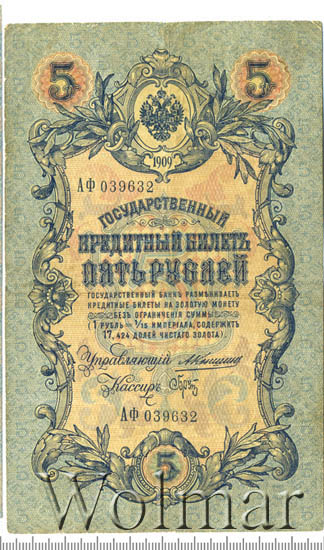 5 5
1909
АФ 039632
ГОСУДАРСТВЕННЫЙ
КРЕДИТНЫЙ БИЛЕТЪ
ПЯТЬ РУБЛЕЙ
ГОСУДАРСТВЕННЫЙ БАНКЪ РАЗМѢНИВАЕТЪ
КРЕДИТНЫЕ БИЛЕТЫ НА ЗОЛОТУЮ МОНЕТУ
БЕЗЪ ОГРАНИЧЕНІЯ СУММЫ
(1 РУБЛЬ = 1/15 ИМПЕРІАЛА, СОДЕРЖИТЪ
17,424 ДОЛЕЙ ЧИСТАГО ЗОЛОТА).
Управляющій
Кассиръ
АФ 039632
5
Wolmar